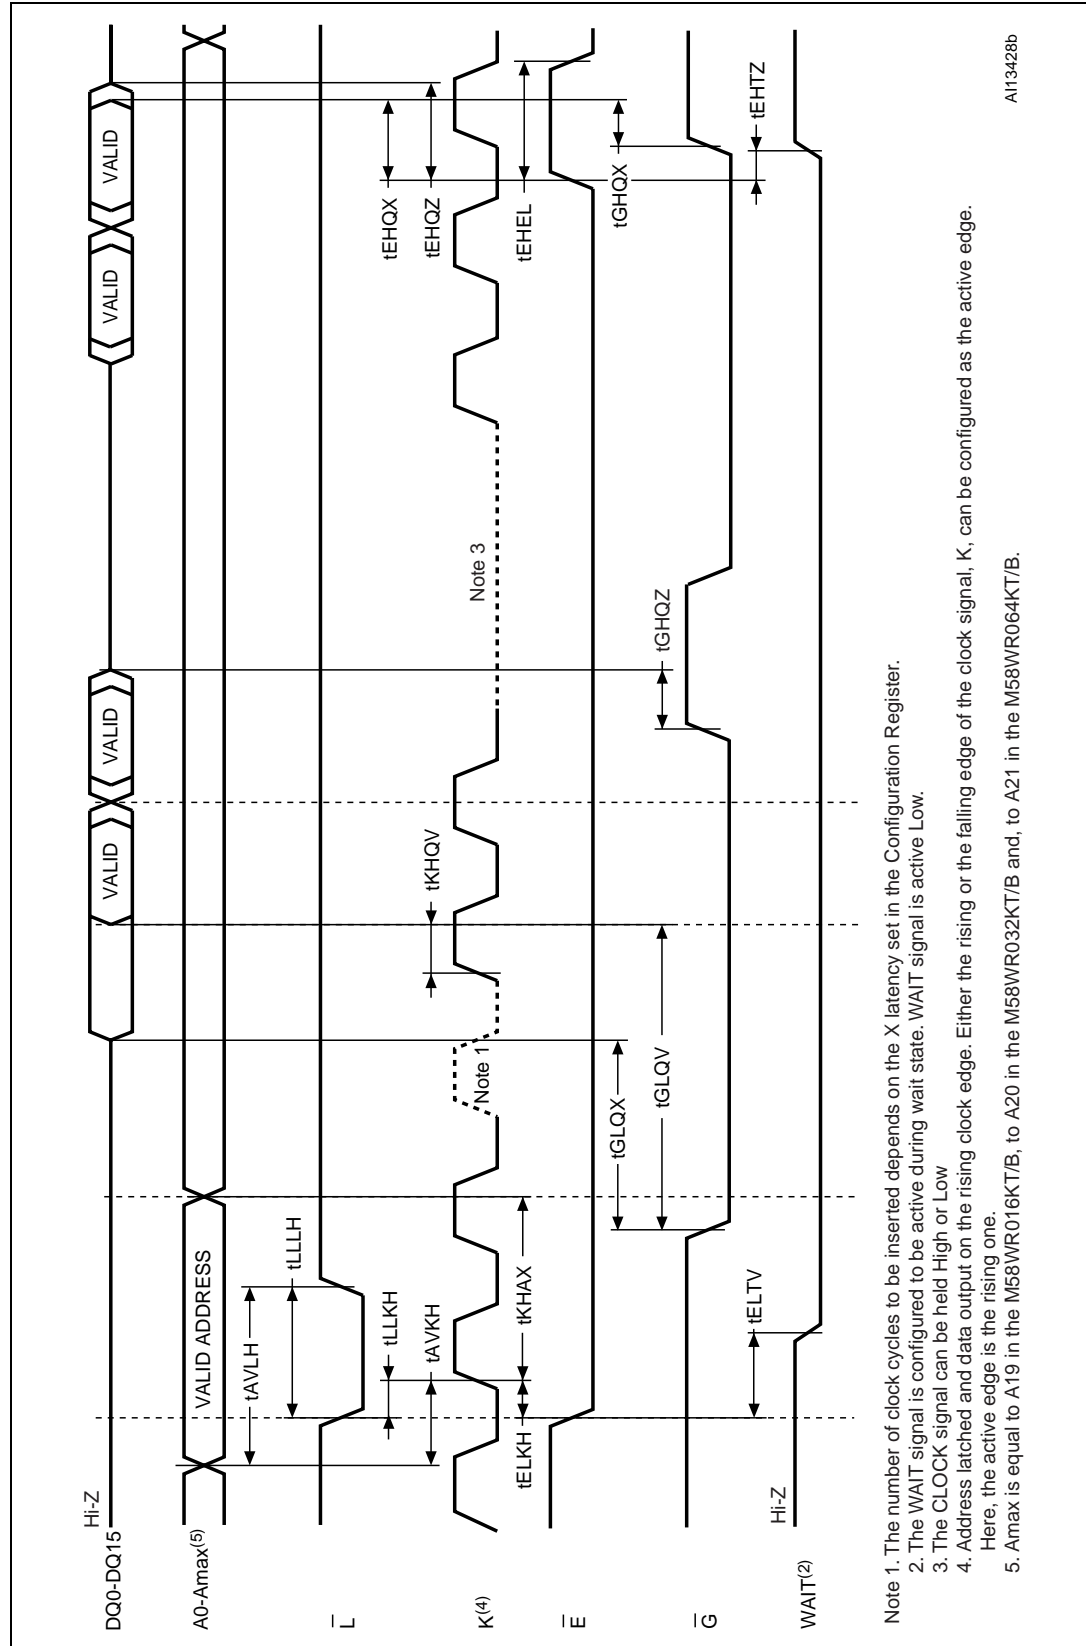 Hi-Z
DQ0-DQ15
VALID
VALID
VALID
VALID
A0-Amax(5)
VALID ADDRESS
tAVLH
L
tLLLH
tLLKH
tAVKH
tKHQV
tEHQX
tEHQZ
K(4)
Note 1
Note 3
tELKH
tKHAX
tEHEL
E
tGLQX
tGHQX
tGLQV
tGHQZ
G
tELTV
tEHTZ
Hi-Z
WAIT(2)
Note 1. The number of clock cycles to be inserted depends on the X latency set in the Configuration Register.
2. The WAIT signal is configured to be active during wait state. WAIT signal is active Low.
3. The CLOCK signal can be held High or Low
4. Address latched and data output on the rising clock edge. Either the rising or the falling edge of the clock signal, K, can be configured as the active edge.
Here, the active edge is the rising one.
5. Amax is equal to A19 in the M58WR016KT/B, to A20 in the M58WR032KT/B and, to A21 in the M58WR064KT/B.
AI13428b